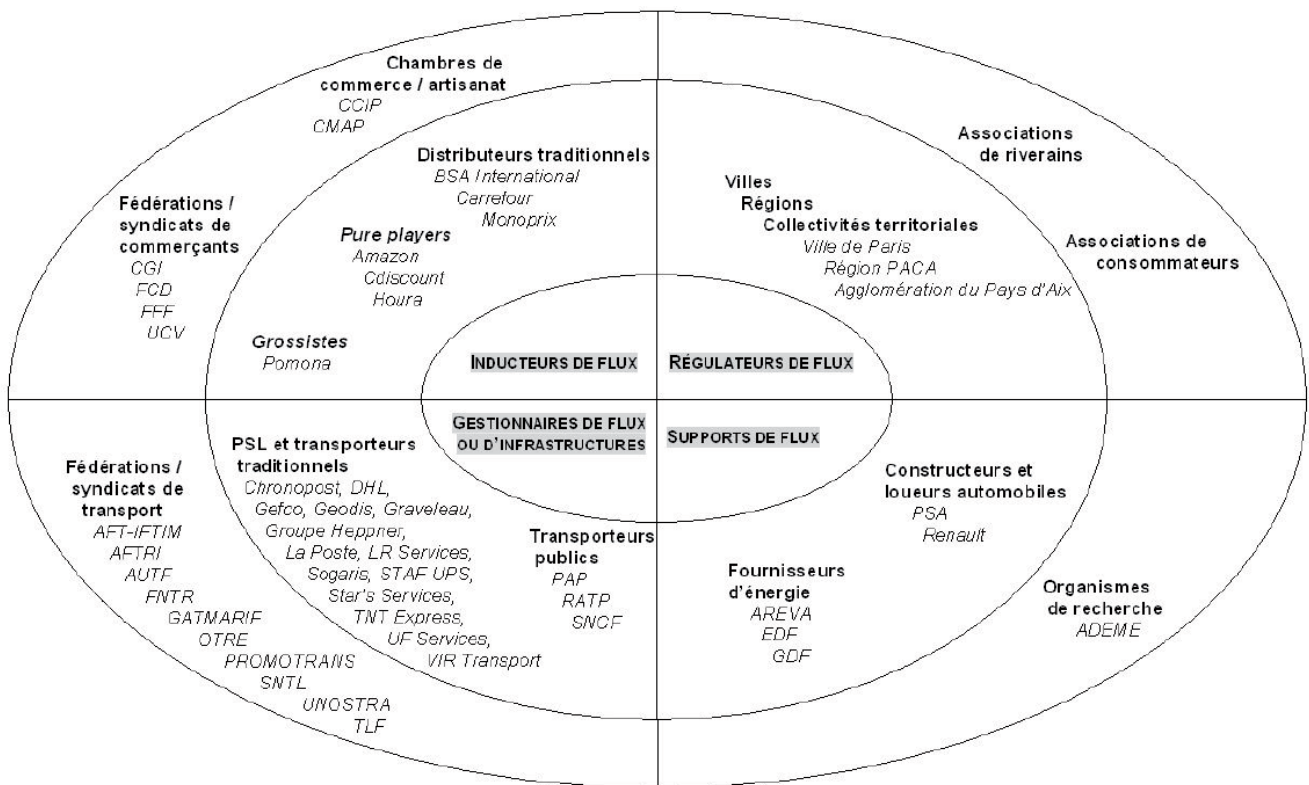 Chambres de
commerce / artisanat
CCIP
CMAP
Fédérations /
syndicats de
commerçants
CGI
FCD
FFF
UCV
Distributeurs traditionnels
BSA International
Carrefour
Monoprix
Pure players
Amazon
Cdiscount
Houra
Grossistes
Pomona
INDUCTEURS DE FLUX
RÉGULATEURS DE FLUX
Villes
Régions
Collectivités territoriales
Ville de Paris
Région PACA
Agglomération du Pays d'Aix
Associations
de riverains
Associations de
consommateurs
GESTIONNAIRES DE FLUX
OU D'INFRASTRUCTURES
SUPPORTS DE FLUX
Fédérations /
syndicats de
transport
AFT-IFTIM
AFTRI
AUTF
FNTR
GATMARIF
OTRE
PROMOTRANS
SNTL
UNOSTRA
TLF
PSL et transporteurs
traditionnels
Chronopost, DHL,
Gefco, Geodis, Graveleau,
Groupe Heppner,
La Poste, LR Services,
Sogaris, STAF UPS,
Star's Services,
TNT Express,
UF Services,
VIR Transport
Transporteurs
publics
PAP
RATP
SNCF
Fournisseurs
d'énergie
AREVA
EDF
GDF
Constructeurs et
loueurs automobiles
PSA
Renault
Organismes
de recherche
ADEME